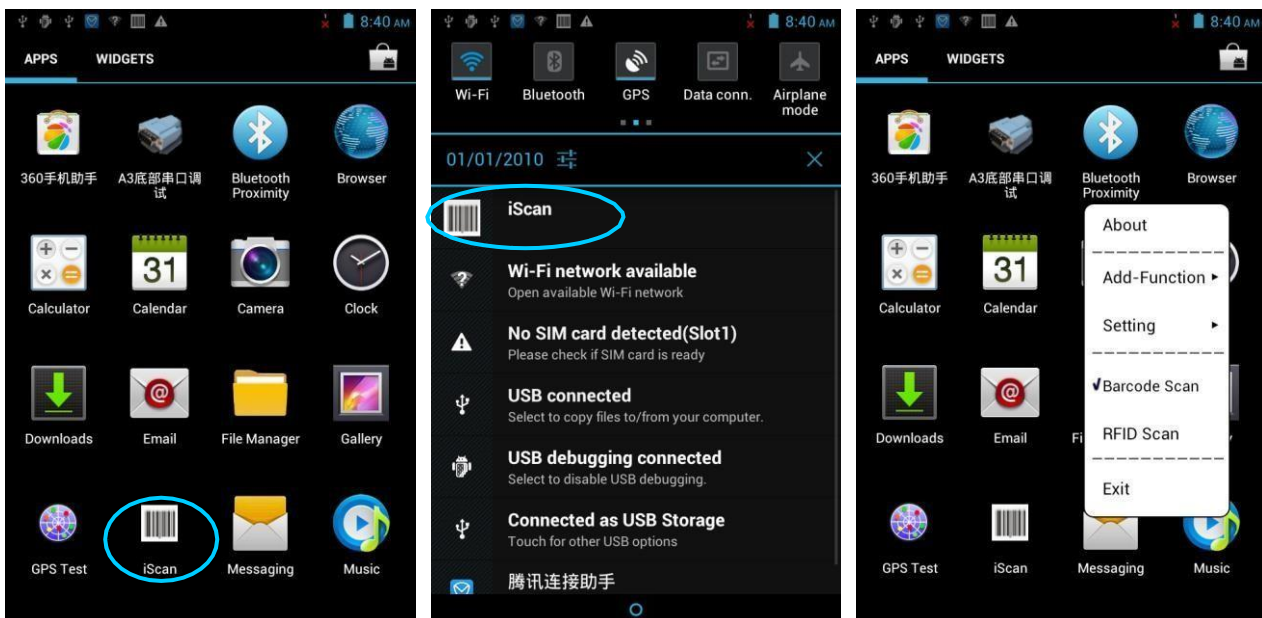 8:40 AM
APPS WIDGETS
360手机助手 A3底部串口调试 Bluetooth Proximity Browser
31
Calculator Calendar Camera Clock
Downloads Email File Manager Gallery
GPS Test iScan Messaging Music
8:40 AM
Wi-Fi Bluetooth GPS Data conn. Airplane mode
01/01/2010
iScan
Wi-Fi network available
Open available Wi-Fi network
No SIM card detected(Slot1)
Please check if SIM card is ready
USB connected
Select to copy files to/from your computer.
USB debugging connected
Select to disable USB debugging.
Connected as USB Storage
Touch for other USB options
腾讯连接助手
8:40 AM
APPS WIDGETS
360手机助手 A3底部串口调试 Bluetooth Proximity Browser
31
Calculator Calendar
Downloads Email Fi
GPS Test iScan Messaging Music
About
Add-Function
Setting
Barcode Scan
RFID Scan
Exit